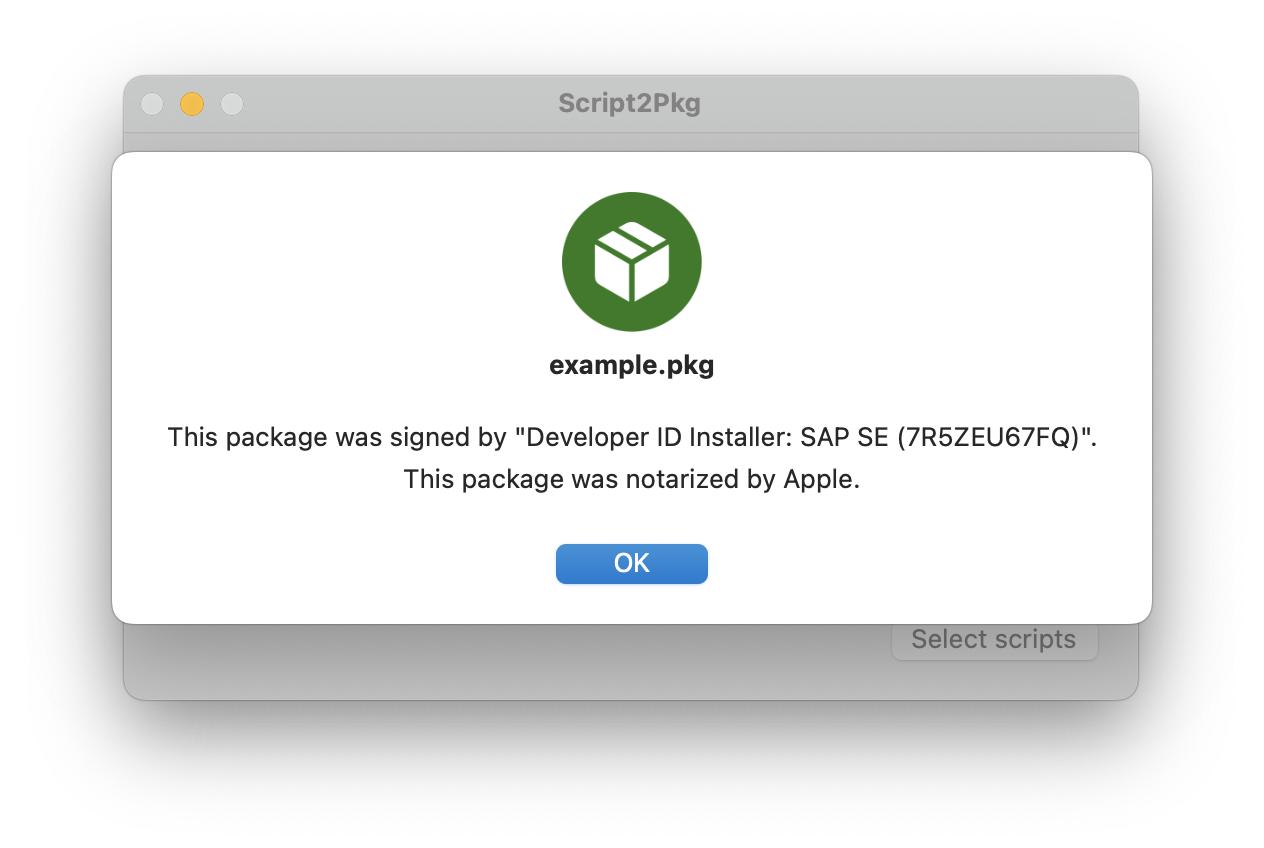 Script2Pkg
example.pkg
This package was signed by "Developer ID Installer: SAP SE (7R5ZEU67FQ)".
This package was notarized by Apple.
OK
Select scripts